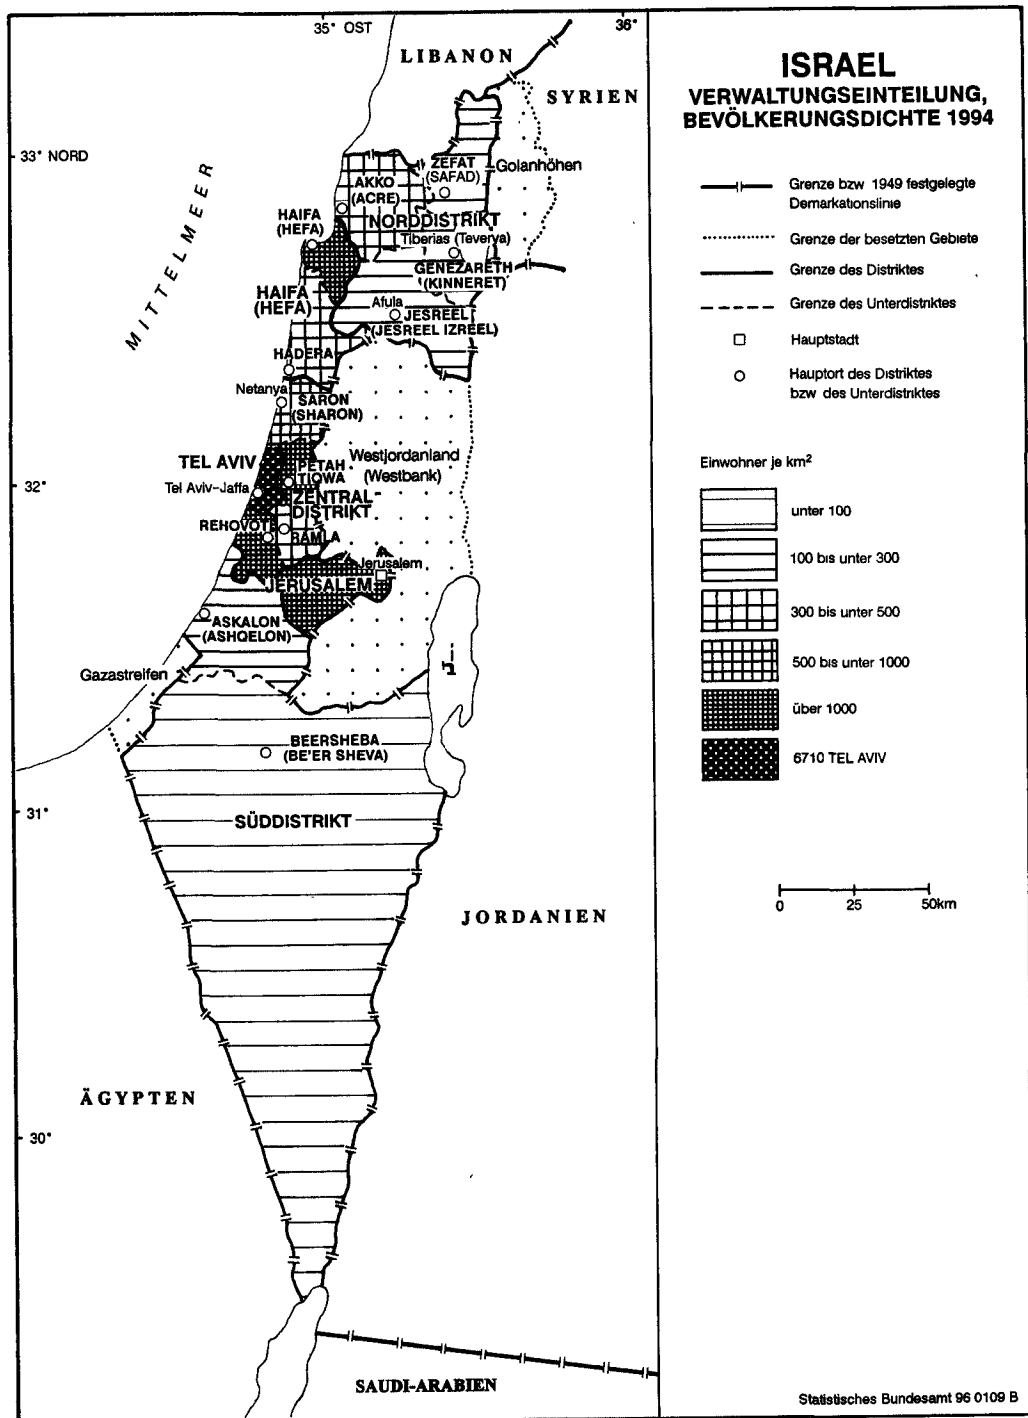 35° OST
36°
LIBANON
SYRIEN
33° NORD
MITTELMEER
ZEFAT
(SAFAD)
Golanhöhen
AKKO
(ACRE)
HAIFA
(HEFA)
NORDDISTRIKT
Tiberias (Teverya)
GENEZARETH
(KINNERET)
HAIFA
(HEFA)
Afula
JESREEL
(JESREEL IZREEL)
HADERA
Netanya
SARON
(SHARON)
TEL AVIV
Westjordanland
(Westbank)
PETAH
TIQWA
32°
Tel Aviv-Jaffa
ZENTRAL-
DISTRIKT
REHOVOT
RAMLA
Jerusalem
JERUSALEM
ASKALON
(ASHQELON)
Gazastreifen
BEERSHEBA
(BE'ER SHEVA)
31°
SÜDDISTRIKT
JORDANIEN
ÄGYPTEN
30°
SAUDI-ARABIEN
ISRAEL
VERWALTUNGSEINTEILUNG,
BEVÖLKERUNGSDICHTE 1994
Grenze bzw 1949 festgelegte
Demarkationslinie
Grenze der besetzten Gebiete
Grenze des Distriktes
Grenze des Unterdistriktes
Hauptstadt
Hauptort des Distriktes
bzw des Unterdistriktes
Einwohner je km²
unter 100
100 bis unter 300
300 bis unter 500
500 bis unter 1000
über 1000
6710 TEL AVIV
0 25 50km
Statistisches Bundesamt 96 0109 B